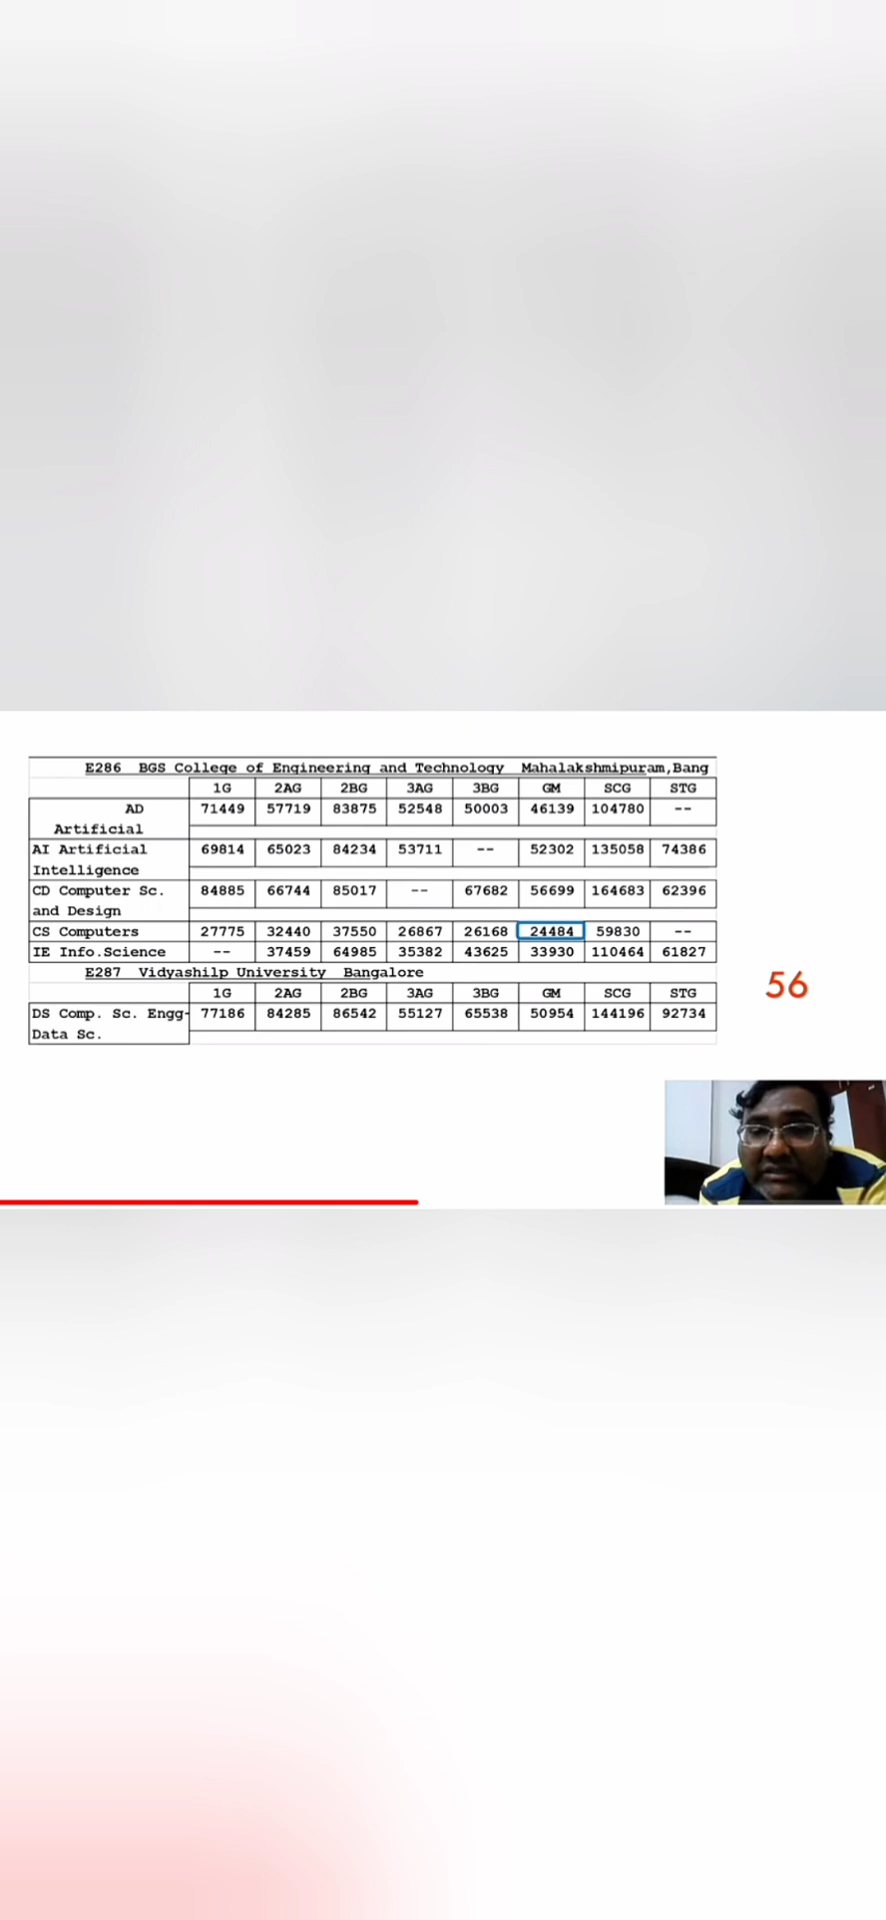 E286 BGS College of Engineering and Technology Mahalakshmipuram,Bang
1G 2AG 2BG 3AG 3BG GM SCG STG
AD 71449 57719 83875 52548 50003 46139 104780 --
Artificial
AI Artificial 69814 65023 84234 53711 -- 52302 135058 74386
Intelligence
CD Computer Sc. 84885 66744 85017 -- 67682 56699 164683 62396
and Design
CS Computers 27775 32440 37550 26867 26168 24484 59830 --
IE Info.Science -- 37459 64985 35382 43625 33930 110464 61827
E287 Vidyashilp University Bangalore
1G 2AG 2BG 3AG 3BG GM SCG STG
DS Comp. Sc. Engg- 77186 84285 86542 55127 65538 50954 144196 92734
Data Sc.
56